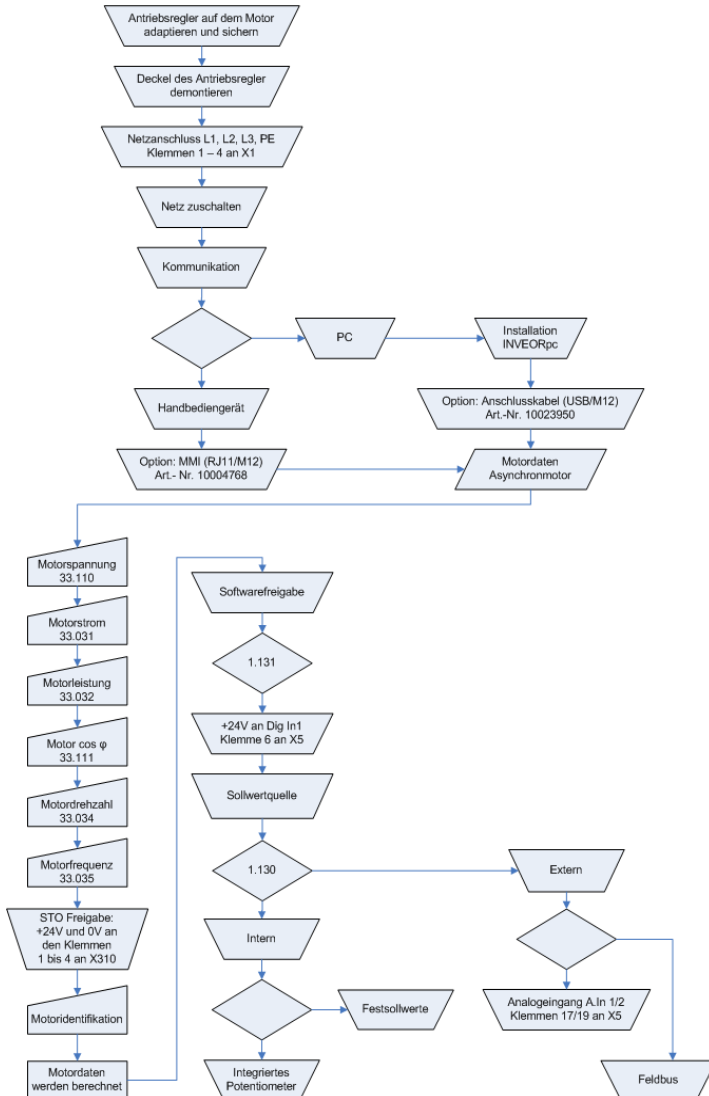 Antriebsregler auf dem Motor
adaptieren und sichern
Deckel des Antriebsregler
demontieren
Netzanschluss L1, L2, L3, PE
Klemmen 1 – 4 an X1
Netz zuschalten
Kommunikation
PC
Installation
INVEORpc
Handbediengerät
Option: Anschlusskabel (USB/M12)
Art.-Nr. 10023950
Option: MMI (RJ11/M12)
Art.- Nr. 10004768
Motordaten
Asynchronmotor
Motorspannung
33.110
Motorstrom
33.031
Motorleistung
33.032
Motor cos φ
33.111
Motordrehzahl
33.034
Motorfrequenz
33.035
STO Freigabe:
+24V und 0V an
den Klemmen
1 bis 4 an X310
Motoridentifikation
Motordaten
werden berechnet
Softwarefreigabe
1.131
+24V an Dig In1
Klemme 6 an X5
Sollwertquelle
1.130
Extern
Intern
Festsollwerte
Analogeingang A.In 1/2
Klemmen 17/19 an X5
Integriertes
Potentiometer
Feldbus